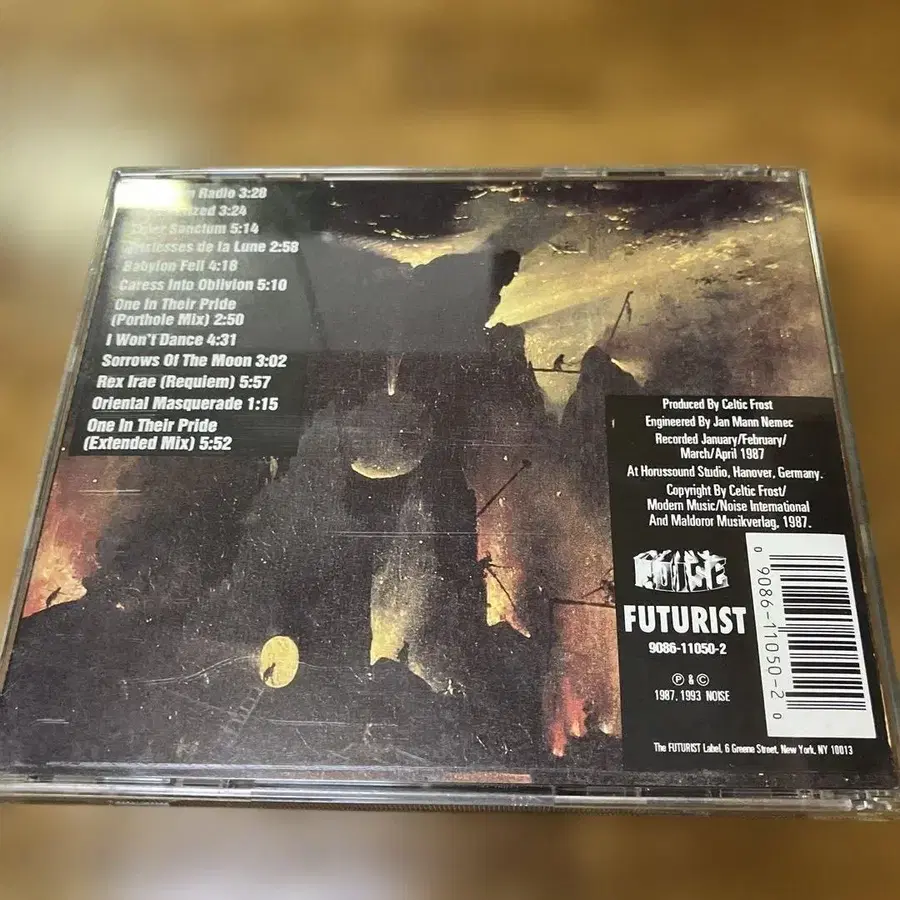 Radio 3:28
3:24
Sanctum 5:14
de la Lune 2:58
Babylon Fell 4:18
Caress Into Oblivion 5:10
One In Their Pride
(Porthole Mix) 2:50
I Won't Dance 4:31
Sorrows Of The Moon 3:02
Rex Irae (Requiem) 5:57
Oriental Masquerade 1:15
One In Their Pride
(Extended Mix) 5:52
Produced By Celtic Frost
Engineered By Jan Mann Nemec
Recorded January/February/
March/April 1987
At Horussound Studio, Hanover, Germany.
Copyright By Celtic Frost/
Modern Music/Noise International
And Maldoror Musikverlag, 1987.
NOISE
FUTURIST
9086-11050-2
℗ & ©
1987, 1993 NOISE
0 9086-11050-2 0
The FUTURIST Label, 6 Greene Street, New York, NY 10013